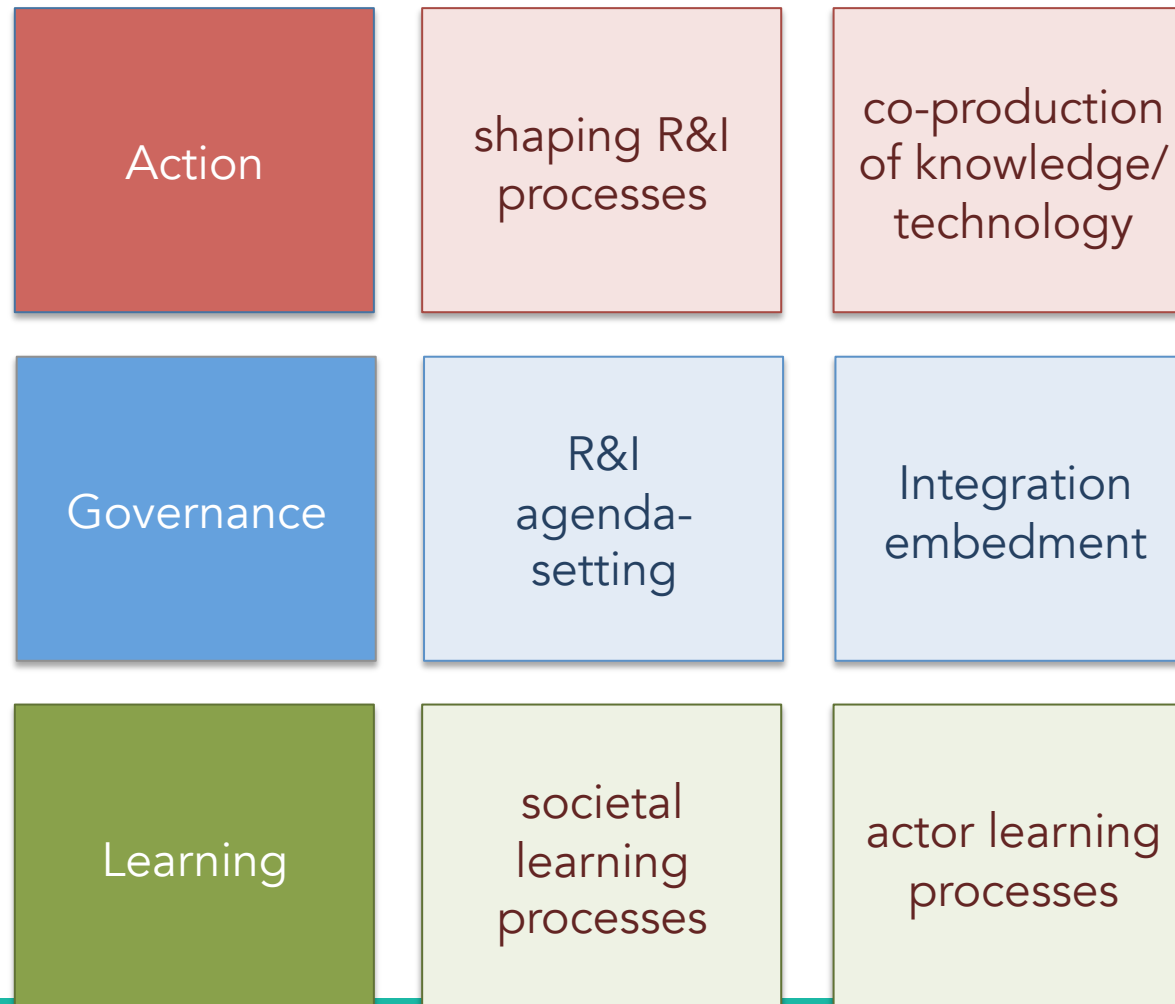 Action
shaping R&I
processes
co-production
of knowledge/
technology
Governance
R&I
agenda-
setting
Integration
embedment
Learning
societal
learning
processes
actor learning
processes